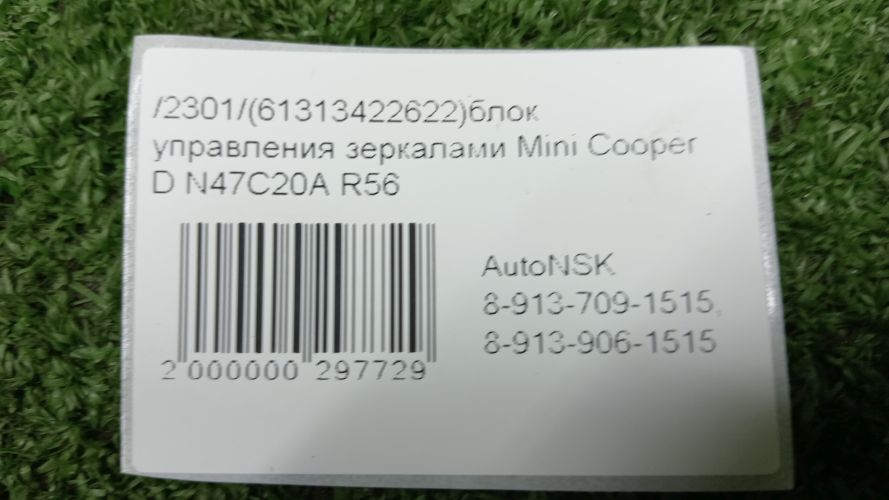 /2301/(61313422622)блок
управления зеркалами Mini Cooper
D N47C20A R56
AutoNSK
8-913-709-1515,
8-913-906-1515
2 000000 297729